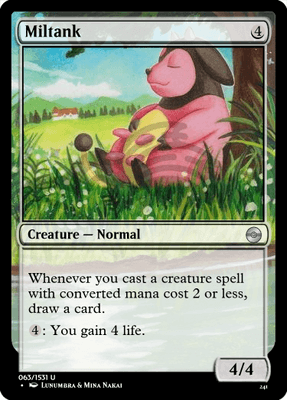 Miltank 4
Creature — Normal
Whenever you cast a creature spell
with converted mana cost 2 or less,
draw a card.
4: You gain 4 life.
4/4
063/1531 U
• Lunumbra & Mina Nakai
241